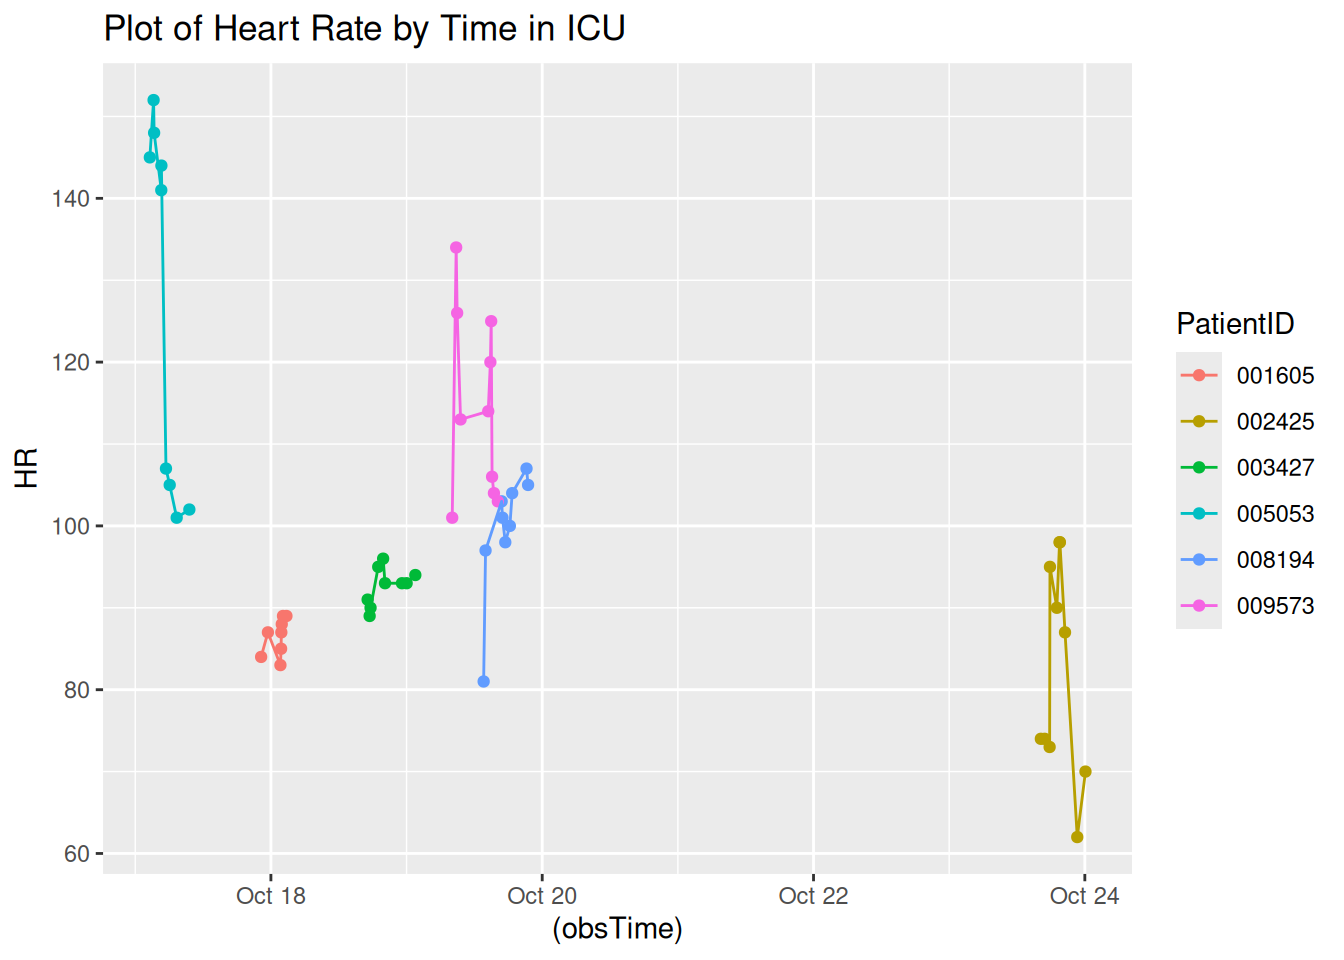 Plot of Heart Rate by Time in ICU
HR
140
120
100
80
60
Oct 18
Oct 20
Oct 22
Oct 24
(obsTime)
PatientID
001605
002425
003427
005053
008194
009573